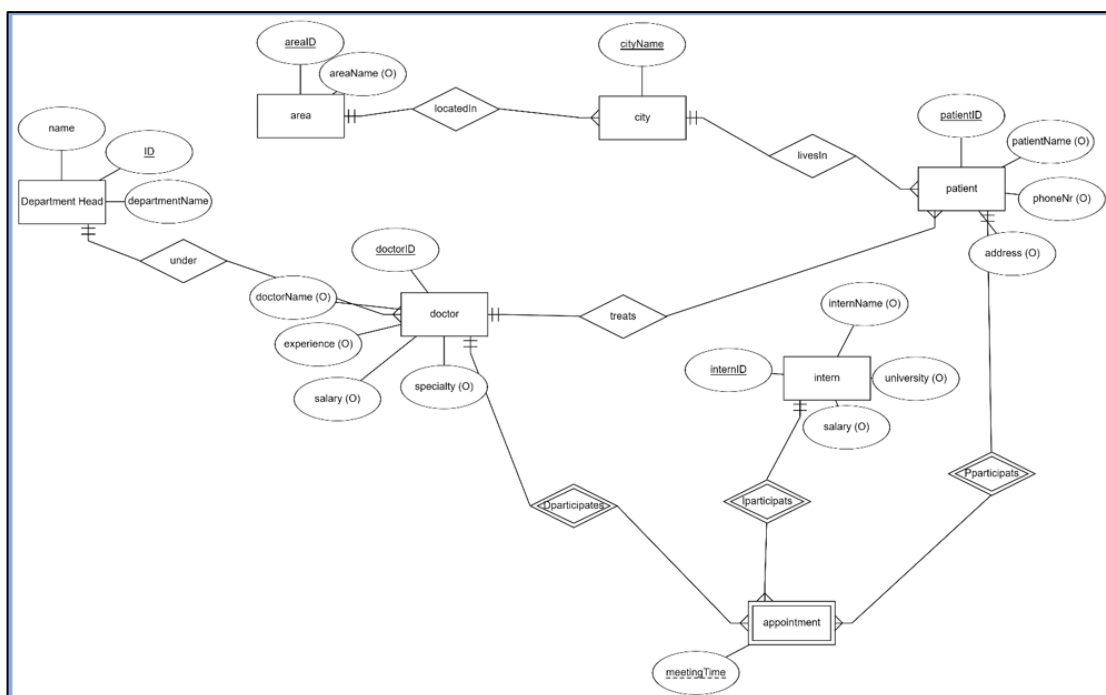 areaID
areaName (O)
area
locatedIn
cityName
city
livesIn
patientID
patientName (O)
phoneNr (O)
patient
address (O)
name
ID
Department Head
departmentName
under
doctorID
doctorName (O)
doctor
experience (O)
salary (O)
specialty (O)
treats
internName (O)
internID
intern
university (O)
salary (O)
Dparticipates
Iparticipats
Pparticipats
appointment
meetingTime